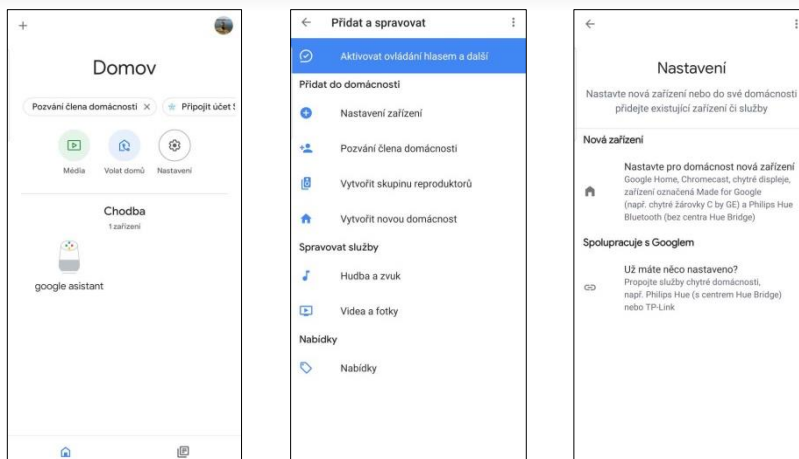 Domov
Pozvání člena domácnosti ×
Připojit účet S
Média
Volat domů
Nastavení
Chodba
1 zařízení
google asistant
Přidat a spravovat
Aktivovat ovládání hlasem a další
Přidat do domácnosti
Nastavení zařízení
Pozvání člena domácnosti
Vytvořit skupinu reproduktorů
Vytvořit novou domácnost
Spravovat služby
Hudba a zvuk
Videa a fotky
Nabídky
Nabídky
Nastavení
Nastavte nová zařízení nebo do své domácnosti
přidejte existující zařízení či služby
Nová zařízení
Nastavte pro domácnost nová zařízení
Google Home, Chromecast, chytré displeje,
zařízení označená Made for Google
(např. chytré žárovky C by GE) a Philips Hue
Bluetooth (bez centra Hue Bridge)
Spolupracuje s Googlem
Už máte něco nastaveno?
Propojte služby chytré domácnosti,
např. Philips Hue (s centrem Hue Bridge)
nebo TP-Link